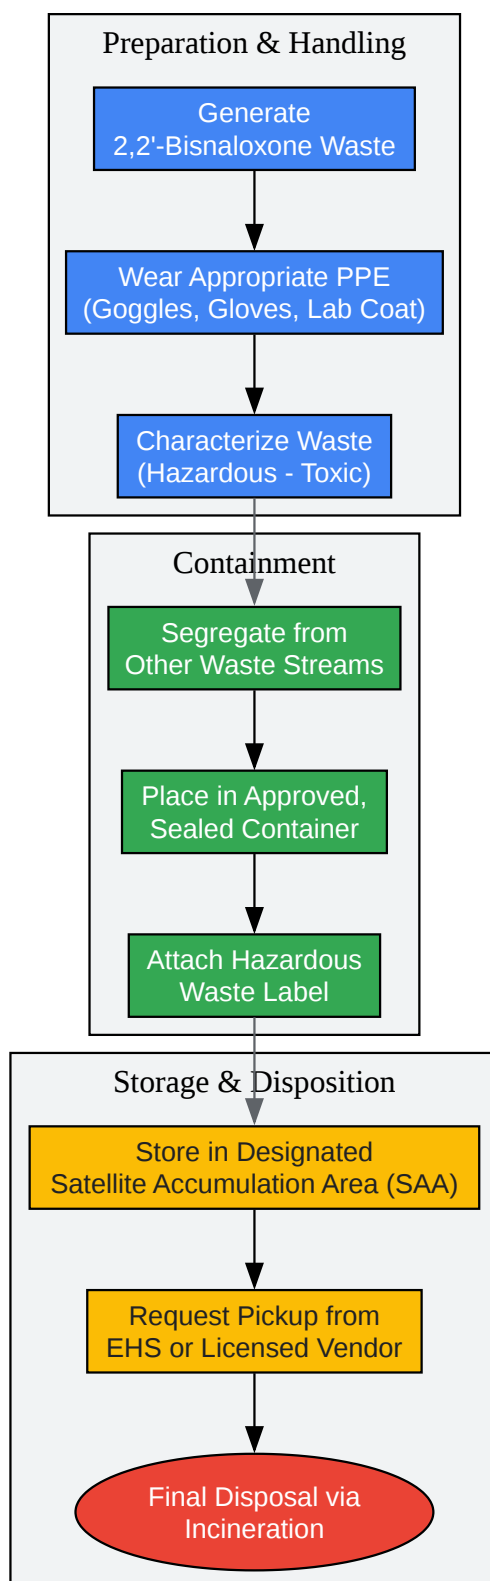 Preparation & Handling
Generate
2,2'-Bisnaloxone Waste
Wear Appropriate PPE
(Goggles, Gloves, Lab Coat)
Characterize Waste
(Hazardous - Toxic)
Containment
Segregate from
Other Waste Streams
Place in Approved,
Sealed Container
Attach Hazardous
Waste Label
Storage & Disposition
Store in Designated
Satellite Accumulation Area (SAA)
Request Pickup from
EHS or Licensed Vendor
Final Disposal via
Incineration